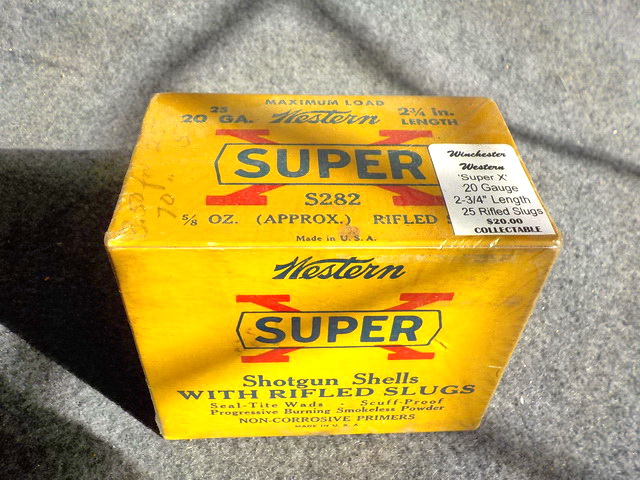 MAXIMUM LOAD
25
20 GA.
Western
2¾ in.
LENGTH
SUPER X
S282
⅝ OZ. (APPROX.) RIFLED S
Made in U. S. A.
Winchester
Western
'Super X'
20 Gauge
2-3/4" Length
25 Rifled Slugs
$20.00
COLLECTABLE
Western
SUPER X
Shotgun Shells
WITH RIFLED SLUGS
Seal-Tite Wads - Scuff-Proof
Progressive Burning Smokeless Powder
NON-CORROSIVE PRIMERS
MADE IN U. S. A.